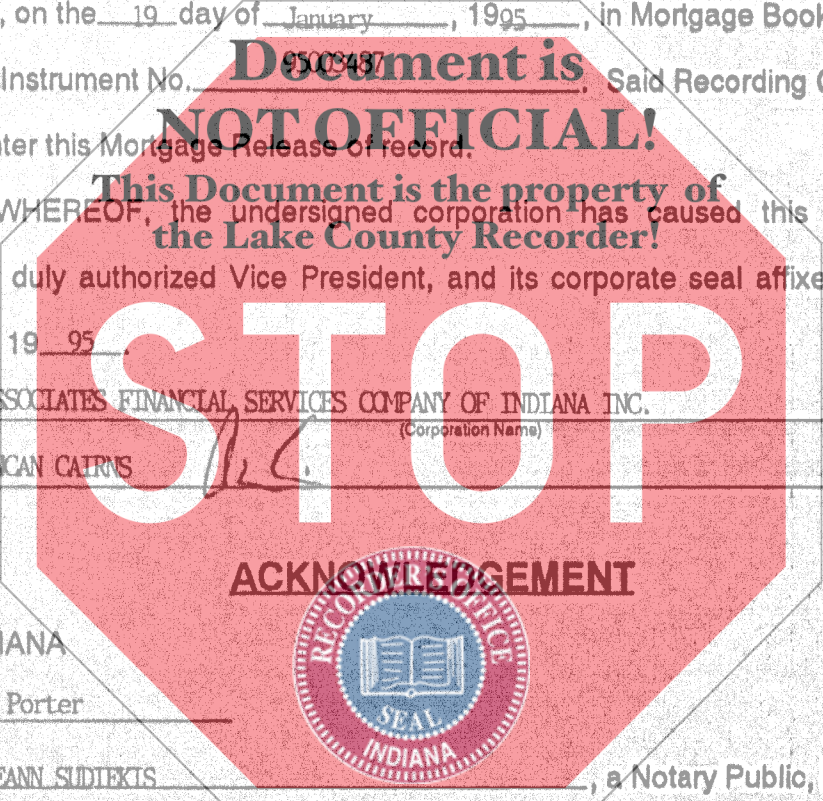 , on the 19 day of January, 1995, in Mortgage Book
Instrument No. 95003487. Said Recording
Document is
NOT OFFICIAL!
ter this Mortgage Release of record.
This Document is the property of
WHEREOF, the undersigned corporation has caused this
the Lake County Recorder!
duly authorized Vice President, and its corporate seal affixe
STOP
19 95.
SSOCIATES FINANCIAL SERVICES COMPANY OF INDIANA INC.
(Corporation Name)
CAN CAIRNS
ACKNOWLEDGEMENT
RECORDER'S OFFICE
SEAL
INDIANA
IANA
Porter
EANN SUDIEKIS, a Notary Public,